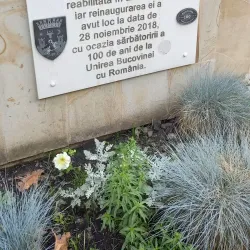 reabilitată în
Iar reinaugurarea ei a
avut loc la data de
28 noiembrie 2018,
cu ocazia sărbătoririi a
100 de ani de la
Unirea Bucovinei
cu România.